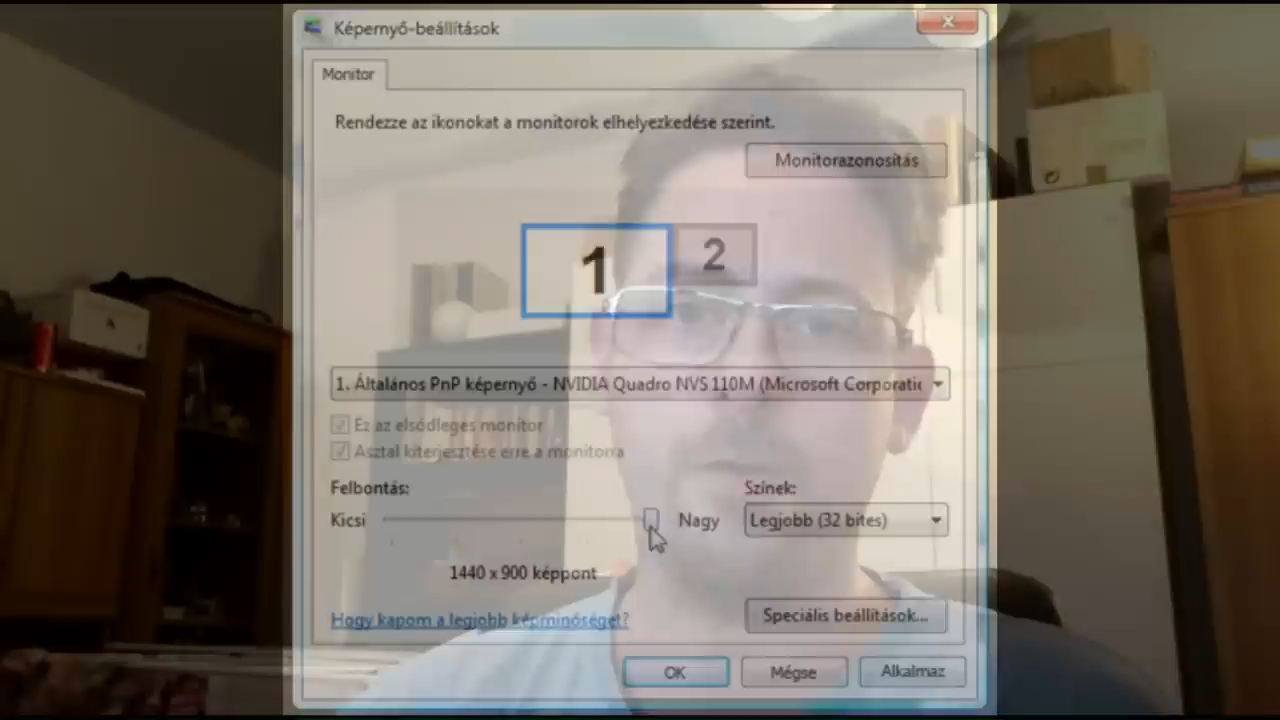 Képernyő-beállítások
Monitor
Rendezze az ikonokat a monitorok elhelyezkedése szerint.
Monitorazonosítás
1
2
1. Általános PnP képernyő - NVIDIA Quadro NVS 110M (Microsoft Corporatic
Ez az elsődleges monitor
Asztal kiterjesztése erre a monitorra
Felbontás:
Színek:
Kicsi
Nagy
Legjobb (32 bites)
1440 x 900 képpont
Hogy kapom a legjobb képminőséget?
Speciális beállítások...
OK
Mégse
Alkalmaz